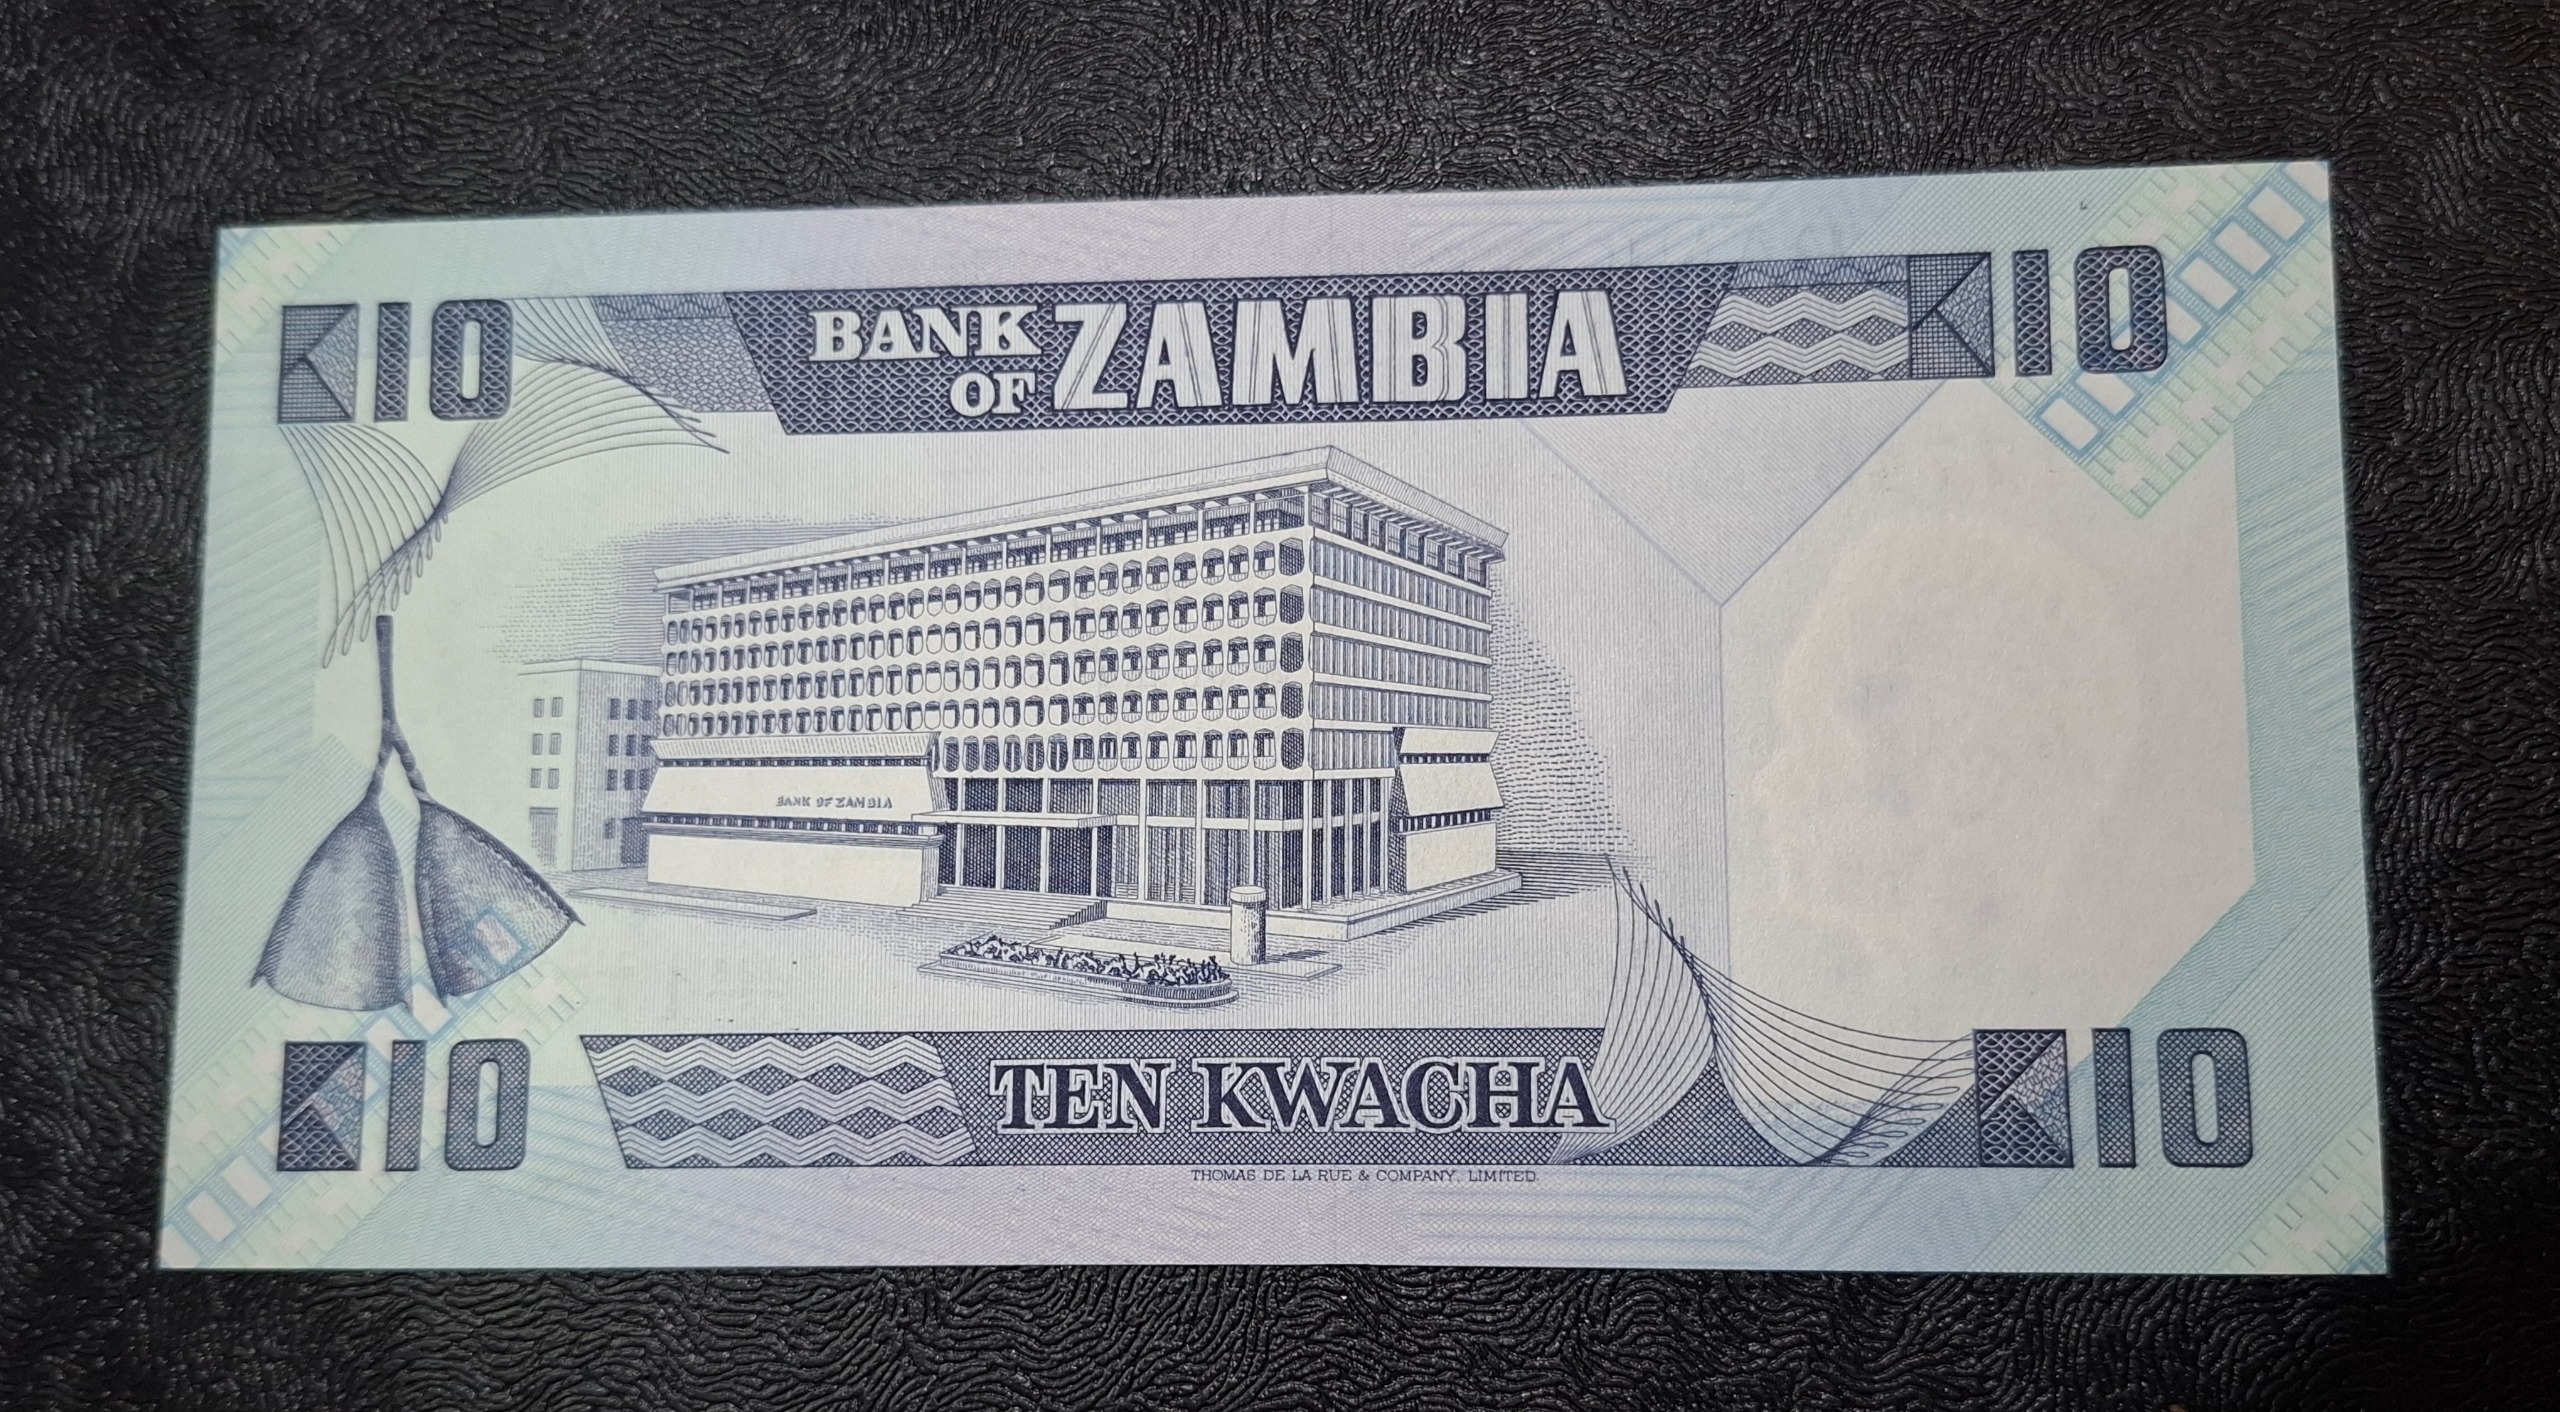 K10
BANK OF ZAMBIA
K10
BANK OF ZAMBIA
K10
TEN KWACHA
K10
THOMAS DE LA RUE & COMPANY, LIMITED.